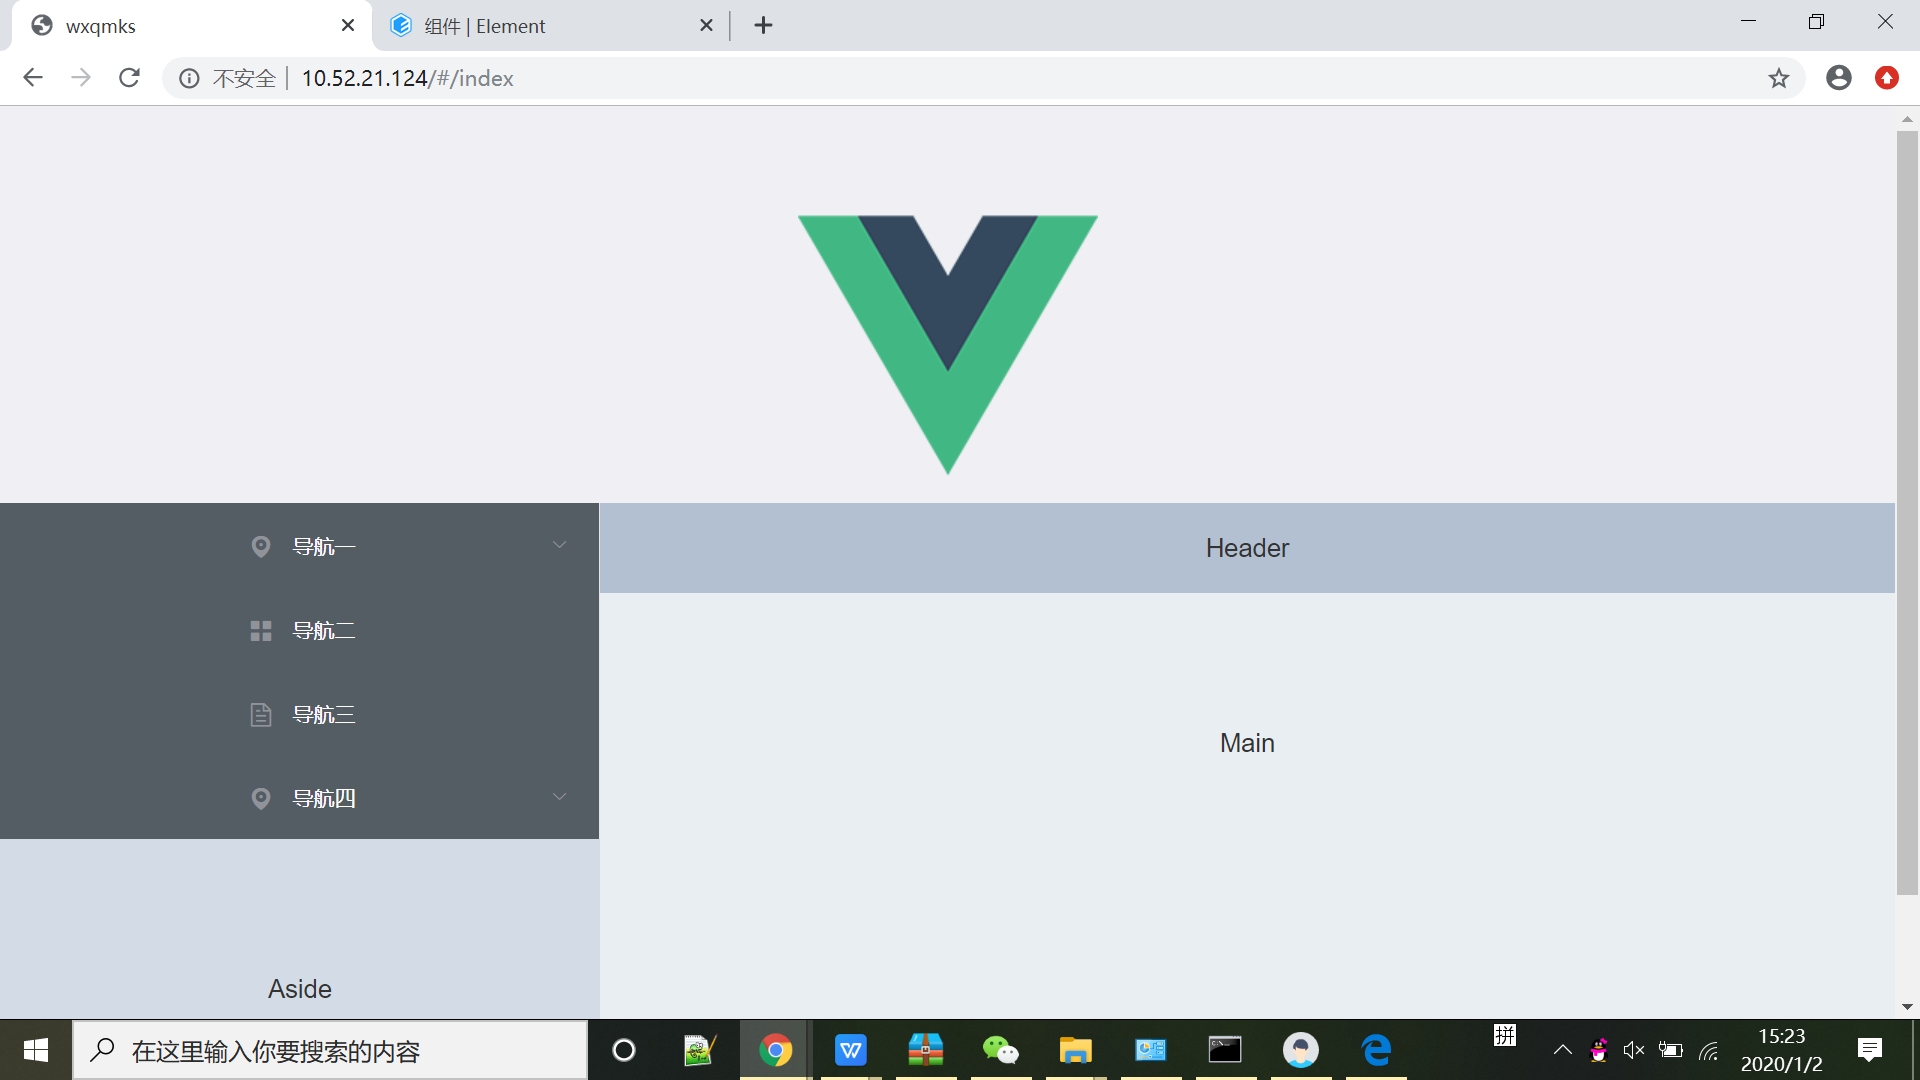 wxqmks
组件 | Element
不安全
10.52.21.124/#/index
导航一
Header
导航二
导航三
Main
导航四
Aside
在这里输入你要搜索的内容
拼
15:23
2020/1/2